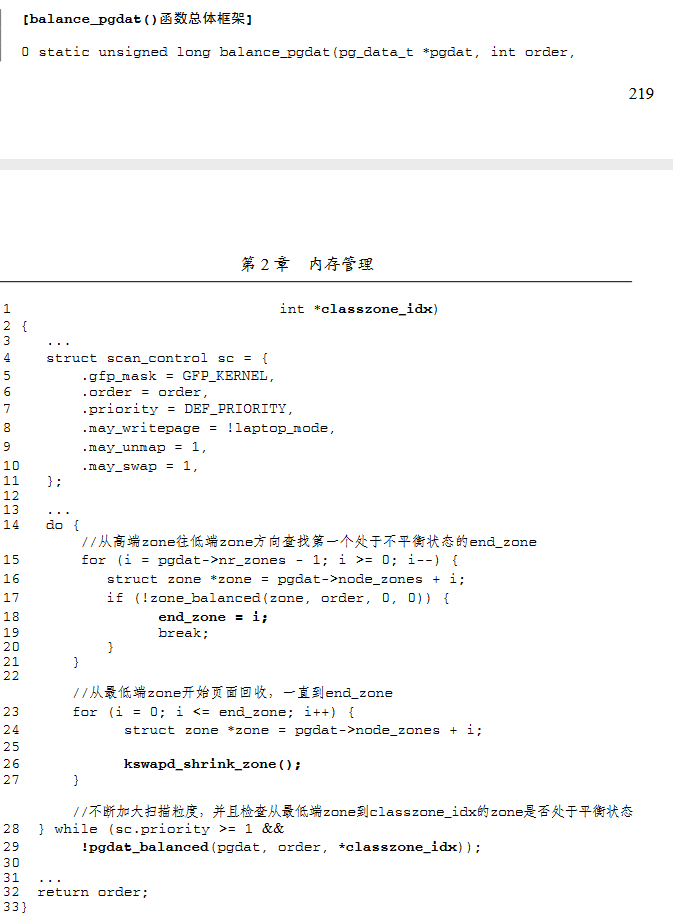 [balance_pgdat()函数总体框架]
0 static unsigned long balance_pgdat(pg_data_t *pgdat, int order,
219
第 2 章 内存管理
1 int *classzone_idx)
2 {
3 ...
4 struct scan_control sc = {
5 .gfp_mask = GFP_KERNEL,
6 .order = order,
7 .priority = DEF_PRIORITY,
8 .may_writepage = !laptop_mode,
9 .may_unmap = 1,
10 .may_swap = 1,
11 };
12
13 ...
14 do {
//从高端zone往低端zone方向查找第一个处于不平衡状态的end_zone
15 for (i = pgdat->nr_zones - 1; i >= 0; i--) {
16 struct zone *zone = pgdat->node_zones + i;
17 if (!zone_balanced(zone, order, 0, 0)) {
18 end_zone = i;
19 break;
20 }
21 }
22
//从最低端zone开始页面回收，一直到end_zone
23 for (i = 0; i <= end_zone; i++) {
24 struct zone *zone = pgdat->node_zones + i;
25
26 kswapd_shrink_zone();
27 }
//不断加大扫描粒度，并且检查从最低端zone到classzone_idx的zone是否处于平衡状态
28 } while (sc.priority >= 1 &&
29 !pgdat_balanced(pgdat, order, *classzone_idx));
30
31 ...
32 return order;
33}